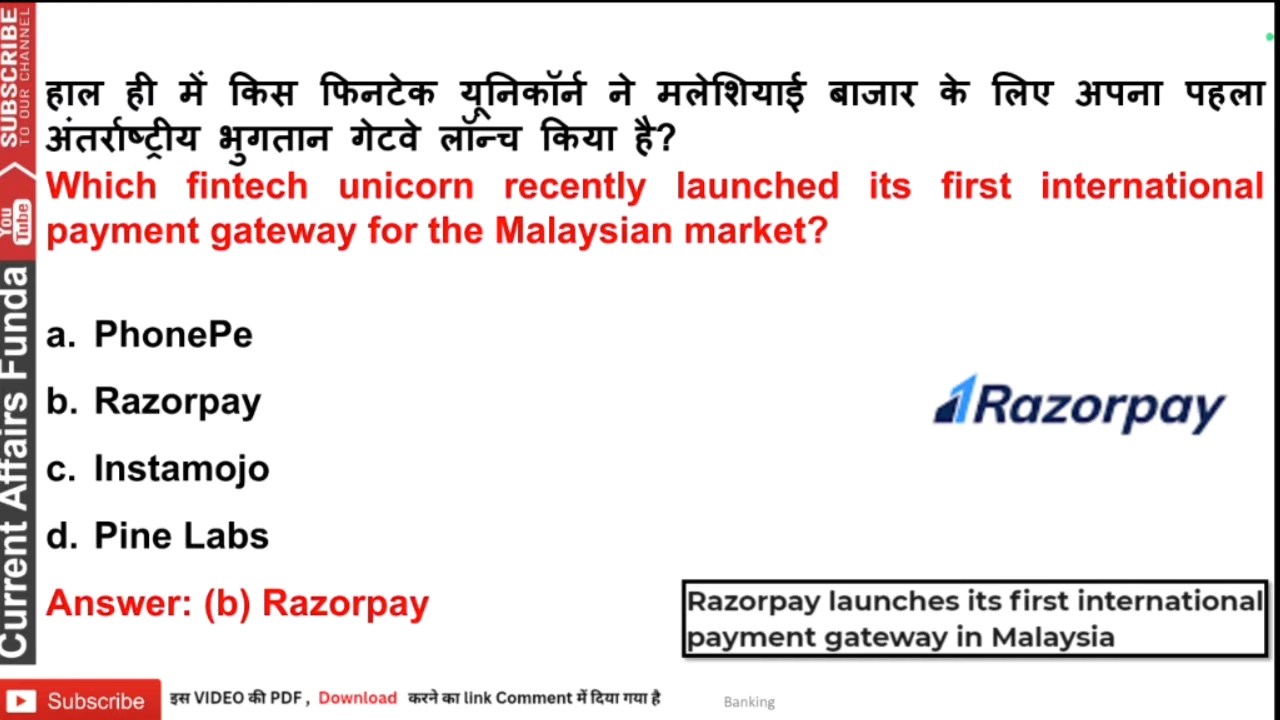 हाल ही में किस फिनटेक यूनिकॉर्न ने मलेशियाई बाजार के लिए अपना पहला
अंतर्राष्ट्रीय भुगतान गेटवे लॉन्च किया है?
Which fintech unicorn recently launched its first international
payment gateway for the Malaysian market?
a. PhonePe
b. Razorpay
c. Instamojo
d. Pine Labs
Answer: (b) Razorpay
Razorpay
Razorpay launches its first international
payment gateway in Malaysia
SUBSCRIBE
TO OUR CHANNEL
You
Tube
Current Affairs Funda
Subscribe
इस VIDEO की PDF , Download करने का link Comment में दिया गया है
Banking